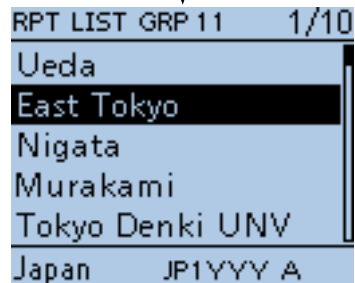 RPT LIST GRP 11 1/10
Ueda
East Tokyo
Nigata
Murakami
Tokyo Denki UNV
Japan JP1YYY A